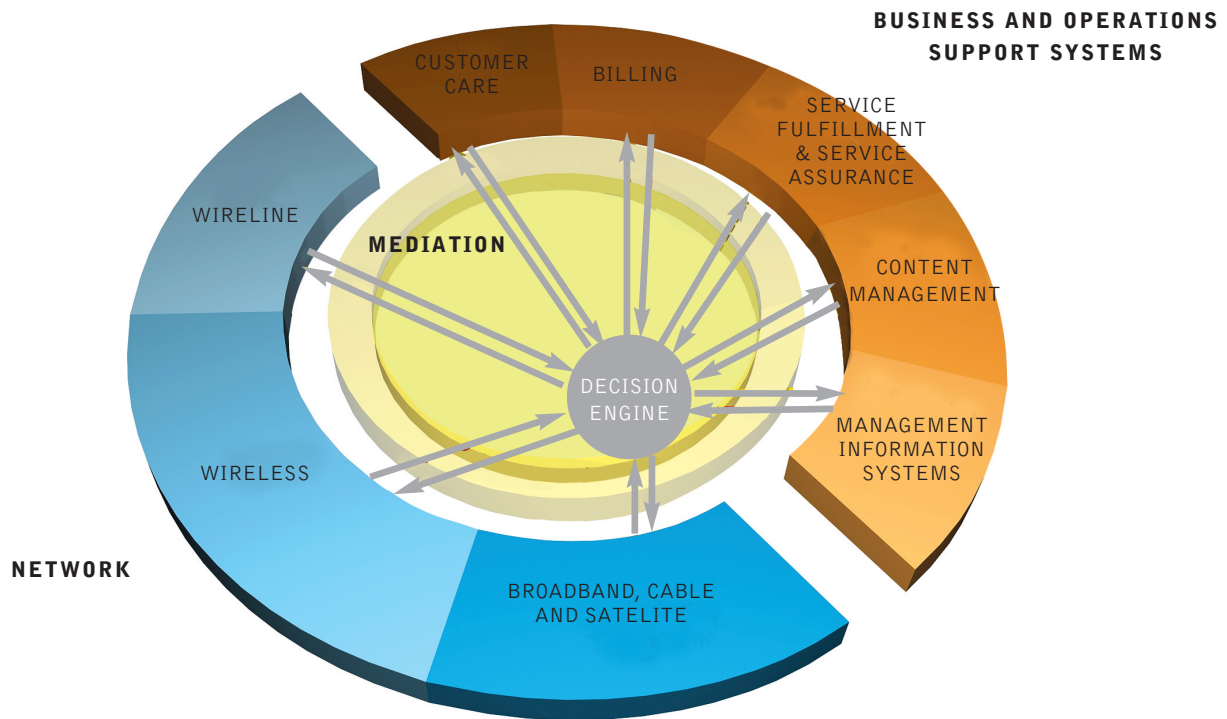 BUSINESS AND OPERATIONS
SUPPORT SYSTEMS
CUSTOMER
CARE
BILLING
SERVICE
FULFILLMENT
& SERVICE
ASSURANCE
WIRELINE
MEDIATION
CONTENT
MANAGEMENT
DECISION
ENGINE
MANAGEMENT
INFORMATION
SYSTEMS
WIRELESS
NETWORK
BROADBAND, CABLE
AND SATELITE